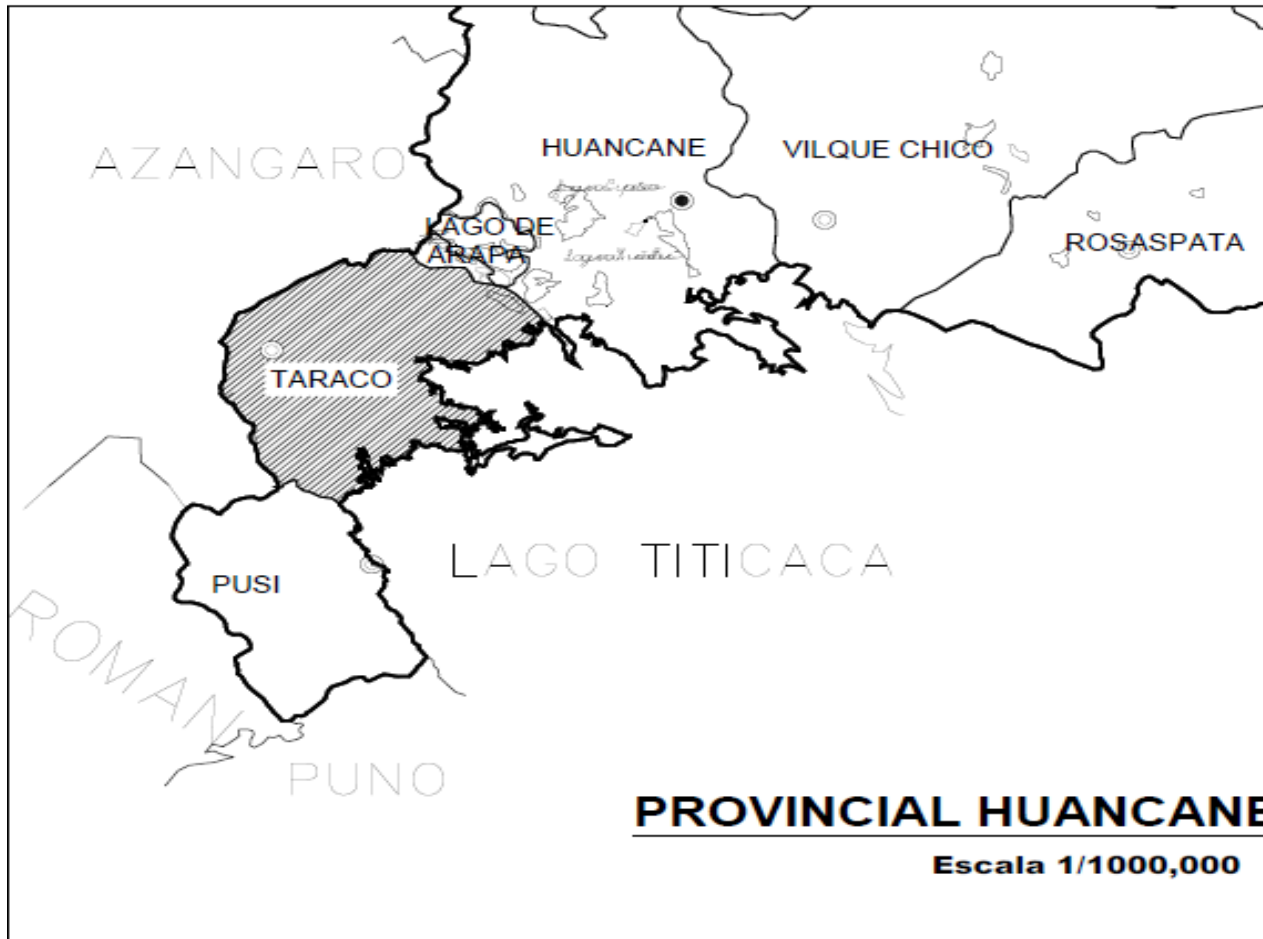 HUANCANE
VILQUE CHICO
AZANGARO
LAGO DE
ARAPA
ROSASPATA
TARACO
LAGO TITICACA
PUSI
ROMAN
PUNO
PROVINCIAL HUANCANE
Escala 1/1000,000